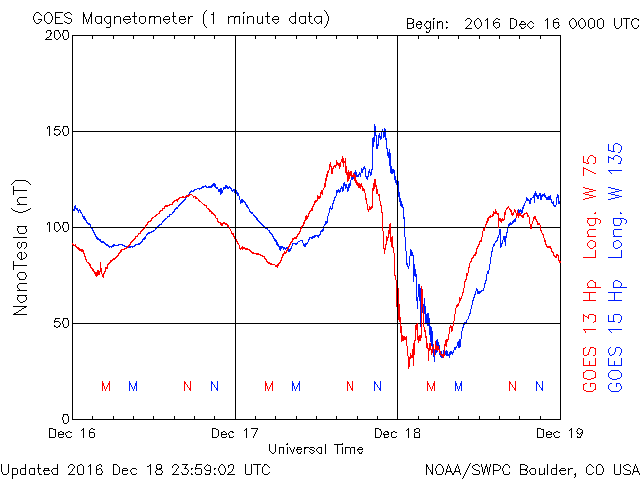 GOES Magnetometer (1 minute data)
Begin: 2016 Dec 16 0000 UTC
200
150
100
50
0
NanoTesla (nT)
M M N N M M N N M M N N
Dec 16 Dec 17 Dec 18 Dec 19
Universal Time
GOES 13 Hp Long. W 75
GOES 15 Hp Long. W 135
Updated 2016 Dec 18 23:59:02 UTC
NOAA/SWPC Boulder, CO USA